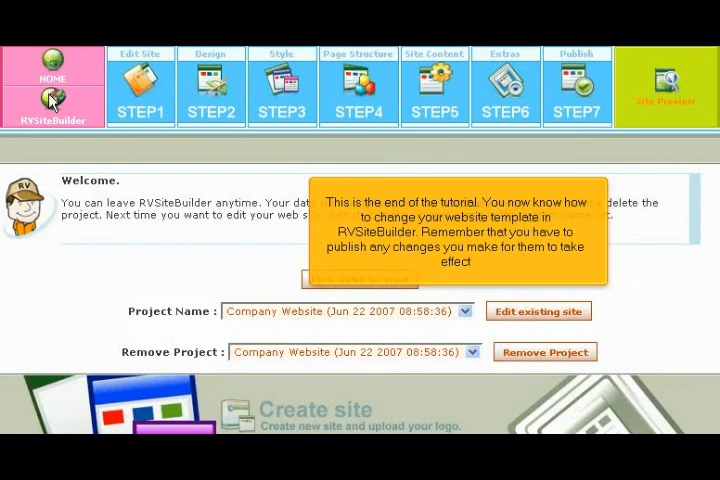 Edit Site
Design
Style
Page Structure
Site Content
Extras
Publish
HOME
RVSiteBuilder
STEP1
STEP2
STEP3
STEP4
STEP5
STEP6
STEP7
Site Preview
RV
Welcome.
You can leave RVSiteBuilder anytime. Your dat
delete the
project. Next time you want to edit your web
This is the end of the tutorial. You now know how
to change your website template in
RVSiteBuilder. Remember that you have to
publish any changes you make for them to take
effect
Project Name :
Company Website (Jun 22 2007 08:58:36)
Edit existing site
Remove Project :
Company Website (Jun 22 2007 08:58:36)
Remove Project
Create site
Create new site and upload your logo.